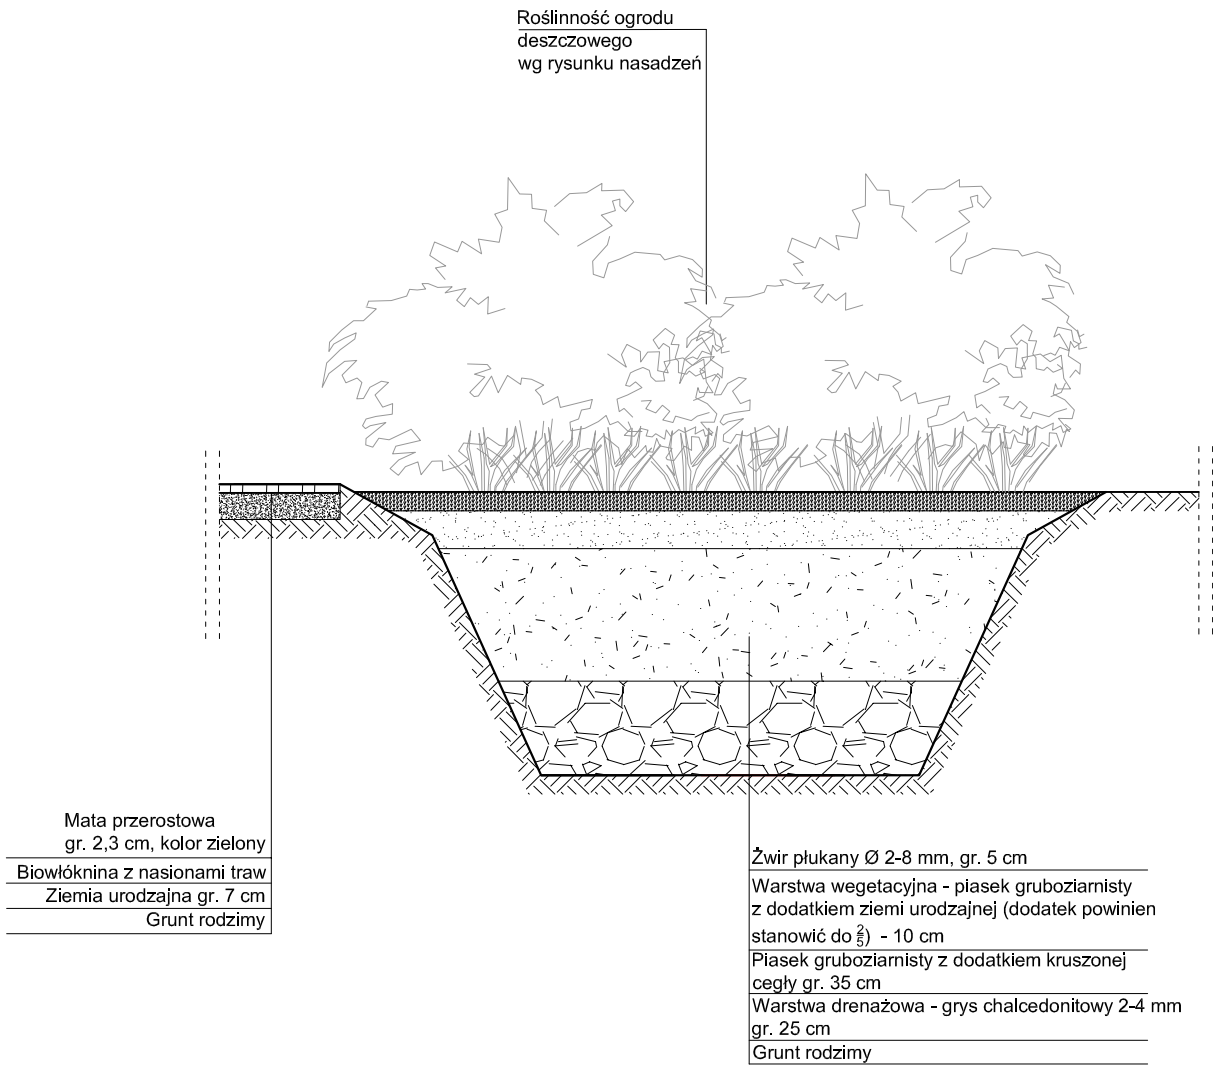 Roślinność ogrodu
deszczowego
wg rysunku nasadzeń
Mata przerostowa
gr. 2,3 cm, kolor zielony
Biowłóknina z nasionami traw
Ziemia urodzajna gr. 7 cm
Grunt rodzimy
Żwir płukany Ø 2-8 mm, gr. 5 cm
Warstwa wegetacyjna - piasek gruboziarnisty
z dodatkiem ziemi urodzajnej (dodatek powinien
stanowić do 2/5) - 10 cm
Piasek gruboziarnisty z dodatkiem kruszonej
cegły gr. 35 cm
Warstwa drenażowa - grys chalcedonitowy 2-4 mm
gr. 25 cm
Grunt rodzimy